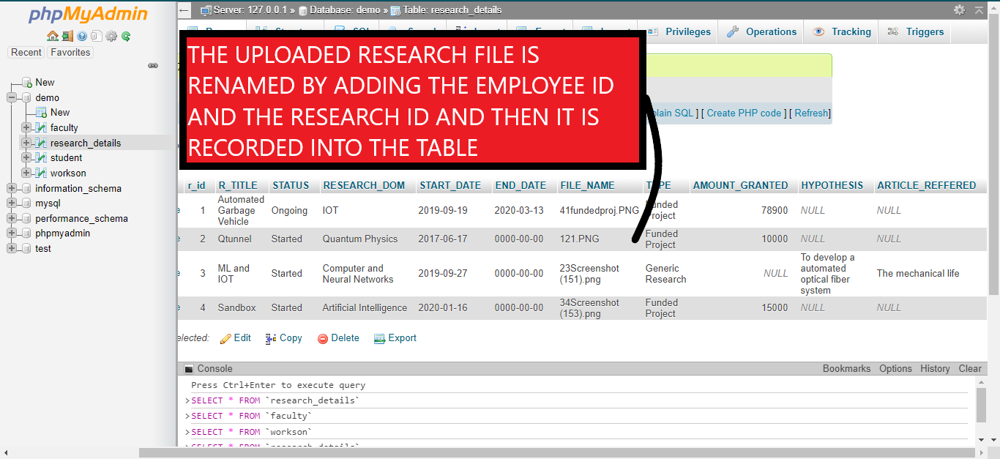 phpMyAdmin
Server: 127.0.0.1 » Database: demo » Table: research_details
Privileges Operations Tracking Triggers
Recent Favorites
THE UPLOADED RESEARCH FILE IS
RENAMED BY ADDING THE EMPLOYEE ID
AND THE RESEARCH ID AND THEN IT IS
RECORDED INTO THE TABLE
plain SQL ] [ Create PHP code ] [ Refresh]
New
demo
New
faculty
research_details
student
workson
information_schema
mysql
performance_schema
phpmyadmin
test
r_id R_TITLE STATUS RESEARCH_DOM START_DATE END_DATE FILE_NAME TYPE AMOUNT_GRANTED HYPOTHESIS ARTICLE_REFFERED
1 Automated Garbage Vehicle Ongoing IOT 2019-09-19 2020-03-13 41fundedproj.PNG Funded Project 78900 NULL NULL
2 Qtunnel Started Quantum Physics 2017-06-17 0000-00-00 121.PNG Funded Project 10000 NULL NULL
3 ML and IOT Started Computer and Neural Networks 2019-09-27 0000-00-00 23Screenshot (151).png Generic Research NULL To develop a automated optical fiber system The mechanical life
4 Sandbox Started Artificial Intelligence 2020-01-16 0000-00-00 34Screenshot (153).png Funded Project 15000 NULL NULL
elected: Edit Copy Delete Export
Console Bookmarks Options History Clear
Press Ctrl+Enter to execute query
>SELECT * FROM `research_details`
>SELECT * FROM `faculty`
>SELECT * FROM `workson`
>SELECT * FROM `research_details`